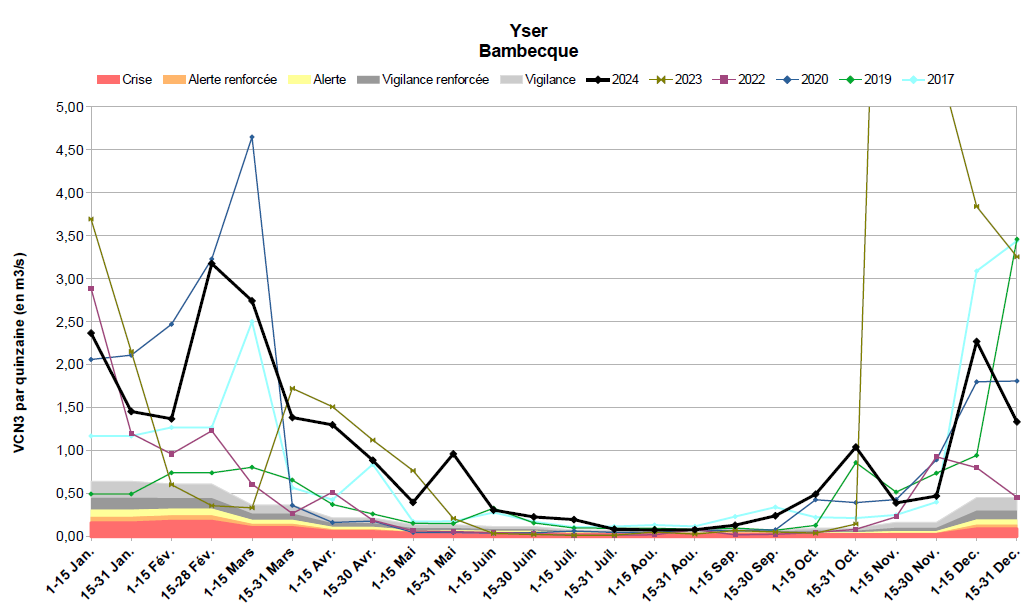 Yser
Bambecque
Crise Alerte renforcée Alerte Vigilance renforcée Vigilance 2024 2023 2022 2020 2019 2017
VCN3 par quinzaine (en m3/s)
5,00
4,50
4,00
3,50
3,00
2,50
2,00
1,50
1,00
0,50
0,00
1-15 Jan.
15-31 Jan.
1-15 Fév.
15-28 Fév.
1-15 Mars
15-31 Mars
1-15 Avr.
15-30 Avr.
1-15 Mai
15-31 Mai
1-15 Juin
15-30 Juin
1-15 Juil.
15-31 Juil.
1-15 Aou.
15-31 Aou.
1-15 Sep.
15-30 Sep.
1-15 Oct
15-31 Oct.
1-15 Nov.
15-30 Nov.
1-15 Dec.
15-31 Dec.